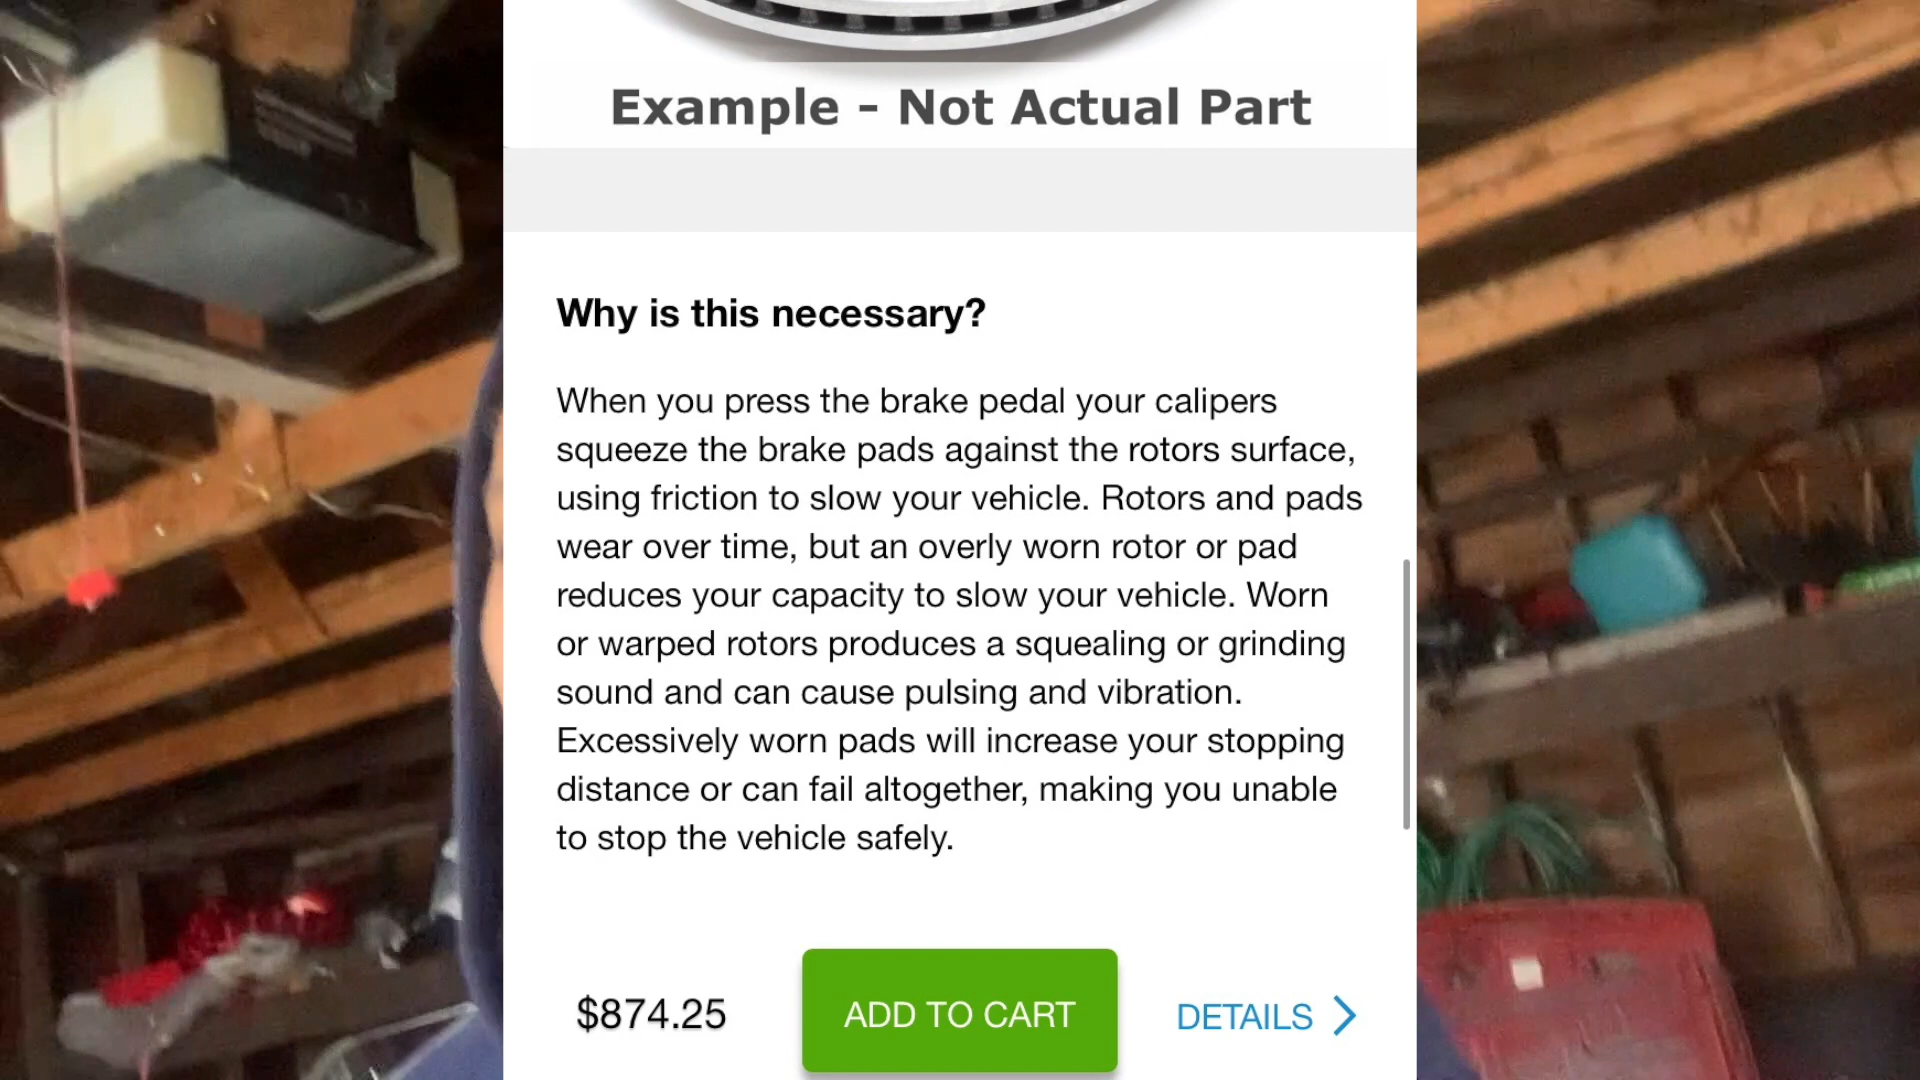 Example - Not Actual Part
Why is this necessary?
When you press the brake pedal your calipers
squeeze the brake pads against the rotors surface,
using friction to slow your vehicle. Rotors and pads
wear over time, but an overly worn rotor or pad
reduces your capacity to slow your vehicle. Worn
or warped rotors produces a squealing or grinding
sound and can cause pulsing and vibration.
Excessively worn pads will increase your stopping
distance or can fail altogether, making you unable
to stop the vehicle safely.
$874.25
ADD TO CART
DETAILS